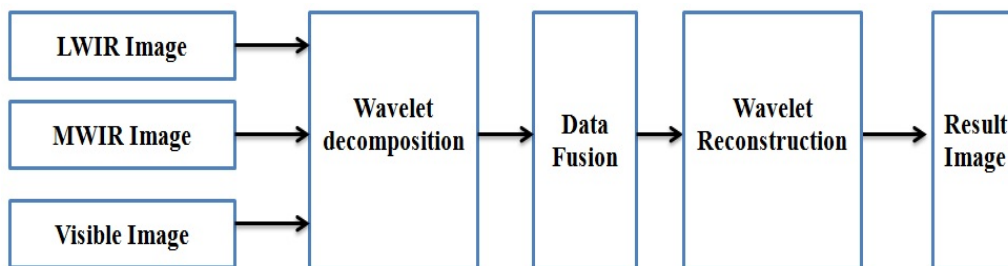 LWIR Image
MWIR Image
Visible Image
Wavelet
decomposition
Data
Fusion
Wavelet
Reconstruction
Result
Image